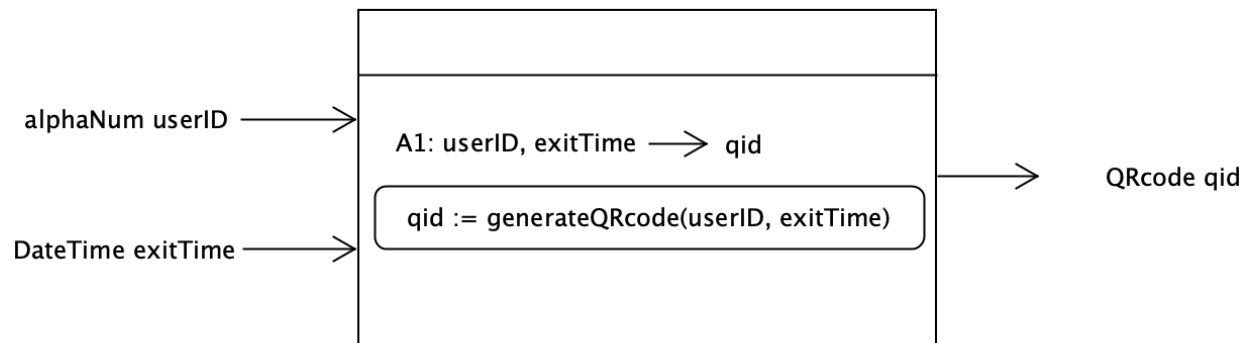 alphaNum userID
DateTime exitTime
A1: userID, exitTime → qid
qid := generateQRcode(userID, exitTime)
QRcode qid